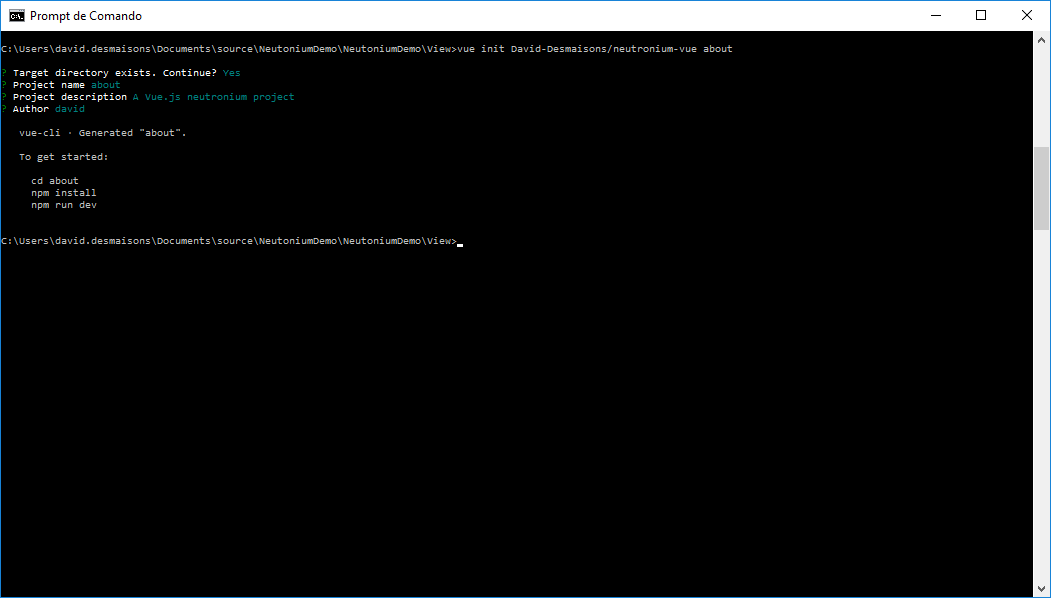 Prompt de Comando
C:\Users\david.desmaisons\Documents\source\NeutoniumDemo\NeutoniumDemo\View>vue init David-Desmaisons/neutronium-vue about
? Target directory exists. Continue? Yes
? Project name about
? Project description A Vue.js neutronium project
? Author david
vue-cli · Generated "about".
To get started:
cd about
npm install
npm run dev
C:\Users\david.desmaisons\Documents\source\NeutoniumDemo\NeutoniumDemo\View>